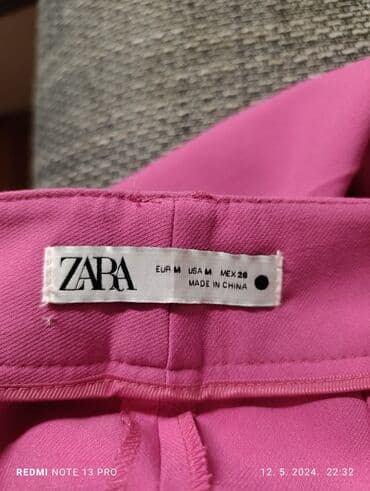 ZARA
EUR M USA M MEX 28
MADE IN CHINA
REDMI NOTE 13 PRO
12. 5. 2024. 22:32